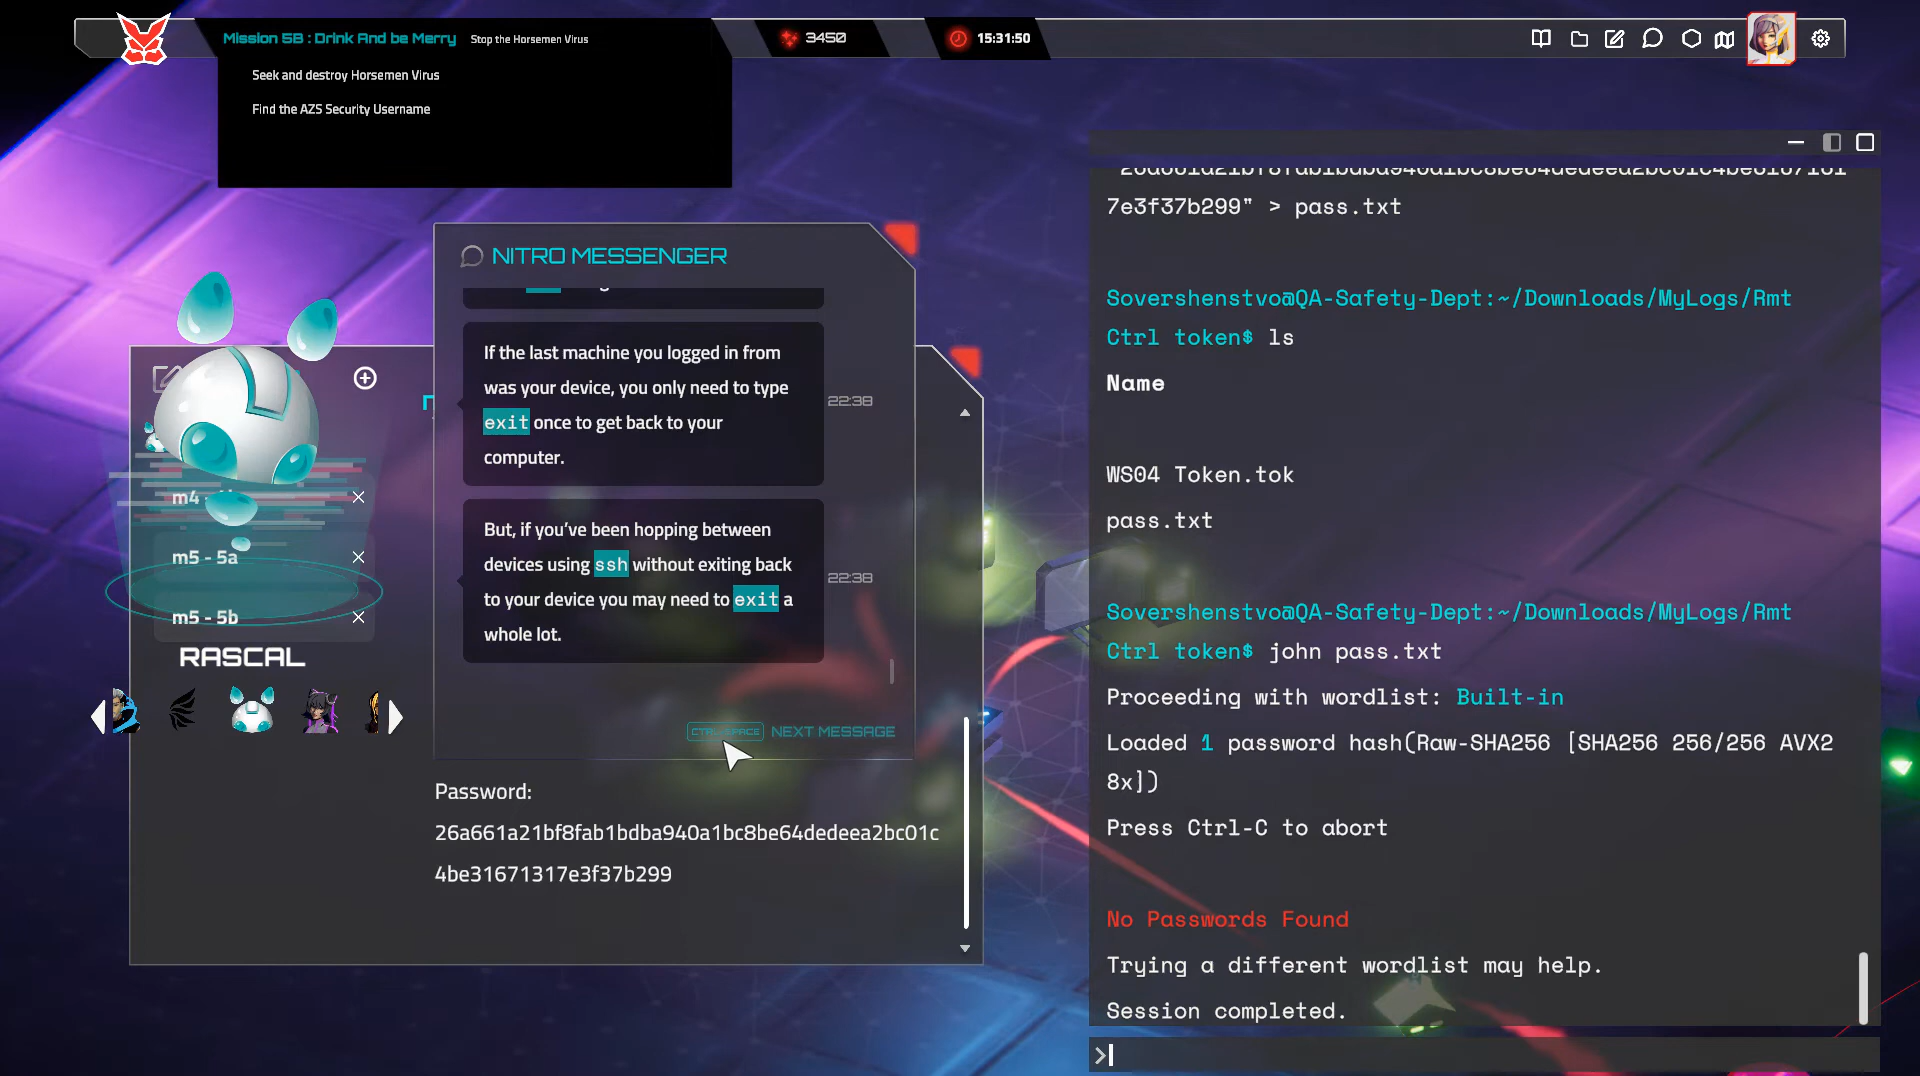 Mission 5B : Drink And be Merry Stop the Horsemen Virus
3450
15:31:50
Seek and destroy Horsemen Virus
Find the AZS Security Username
NITRO MESSENGER
If the last machine you logged in from
was your device, you only need to type
exit once to get back to your
computer.
22:38
But, if you've been hopping between
devices using ssh without exiting back
to your device you may need to exit a
whole lot.
22:38
NEXT MESSAGE
m4 -
m5 - 5a
m5 - 5b
RASCAL
Password:
26a661a21bf8fab1bdba940a1bc8be64dedeea2bc01c
4be31671317e3f37b299
7e3f37b299" > pass.txt
Sovershenstvo@QA-Safety-Dept:~/Downloads/MyLogs/Rmt
Ctrl token$ ls
Name
WS04 Token.tok
pass.txt
Sovershenstvo@QA-Safety-Dept:~/Downloads/MyLogs/Rmt
Ctrl token$ john pass.txt
Proceeding with wordlist: Built-in
Loaded 1 password hash(Raw-SHA256 [SHA256 256/256 AVX2
8x])
Press Ctrl-C to abort
No Passwords Found
Trying a different wordlist may help.
Session completed.
>